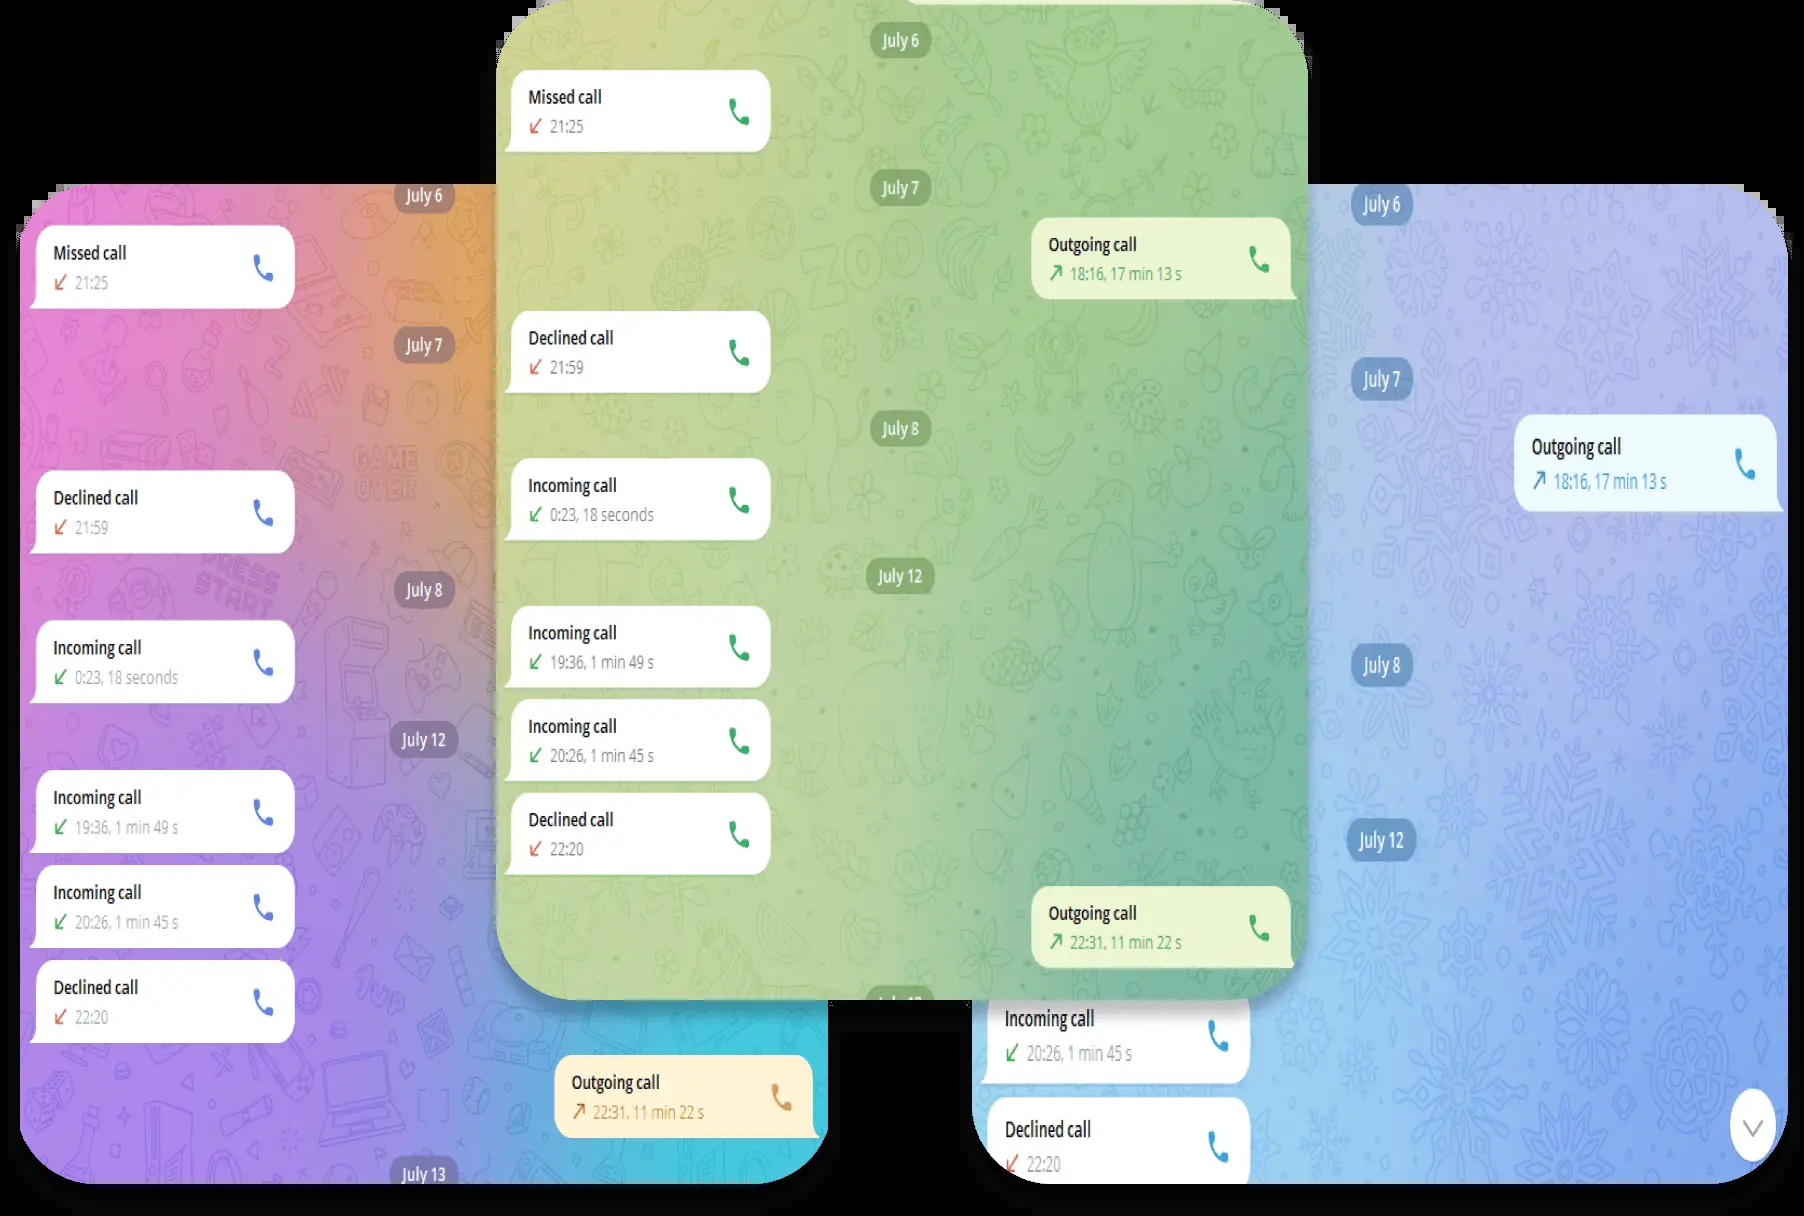 July 6
Missed call
21:25
July 7
Declined call
21:59
July 8
Incoming call
0:23, 18 seconds
July 12
Incoming call
19:36, 1 min 49 s
Incoming call
20:26, 1 min 45 s
Declined call
22:20
Outgoing call
22:31, 11 min 22 s
July 13
GAME
OVER
PRESS
START
1UP
July 6
Missed call
21:25
July 7
Outgoing call
18:16, 17 min 13 s
Declined call
21:59
July 8
Incoming call
0:23, 18 seconds
July 12
Incoming call
19:36, 1 min 49 s
Incoming call
20:26, 1 min 45 s
Declined call
22:20
Outgoing call
22:31, 11 min 22 s
ZOO
July 6
July 7
Outgoing call
18:16, 17 min 13 s
July 8
July 12
Incoming call
20:26, 1 min 45 s
Declined call
22:20